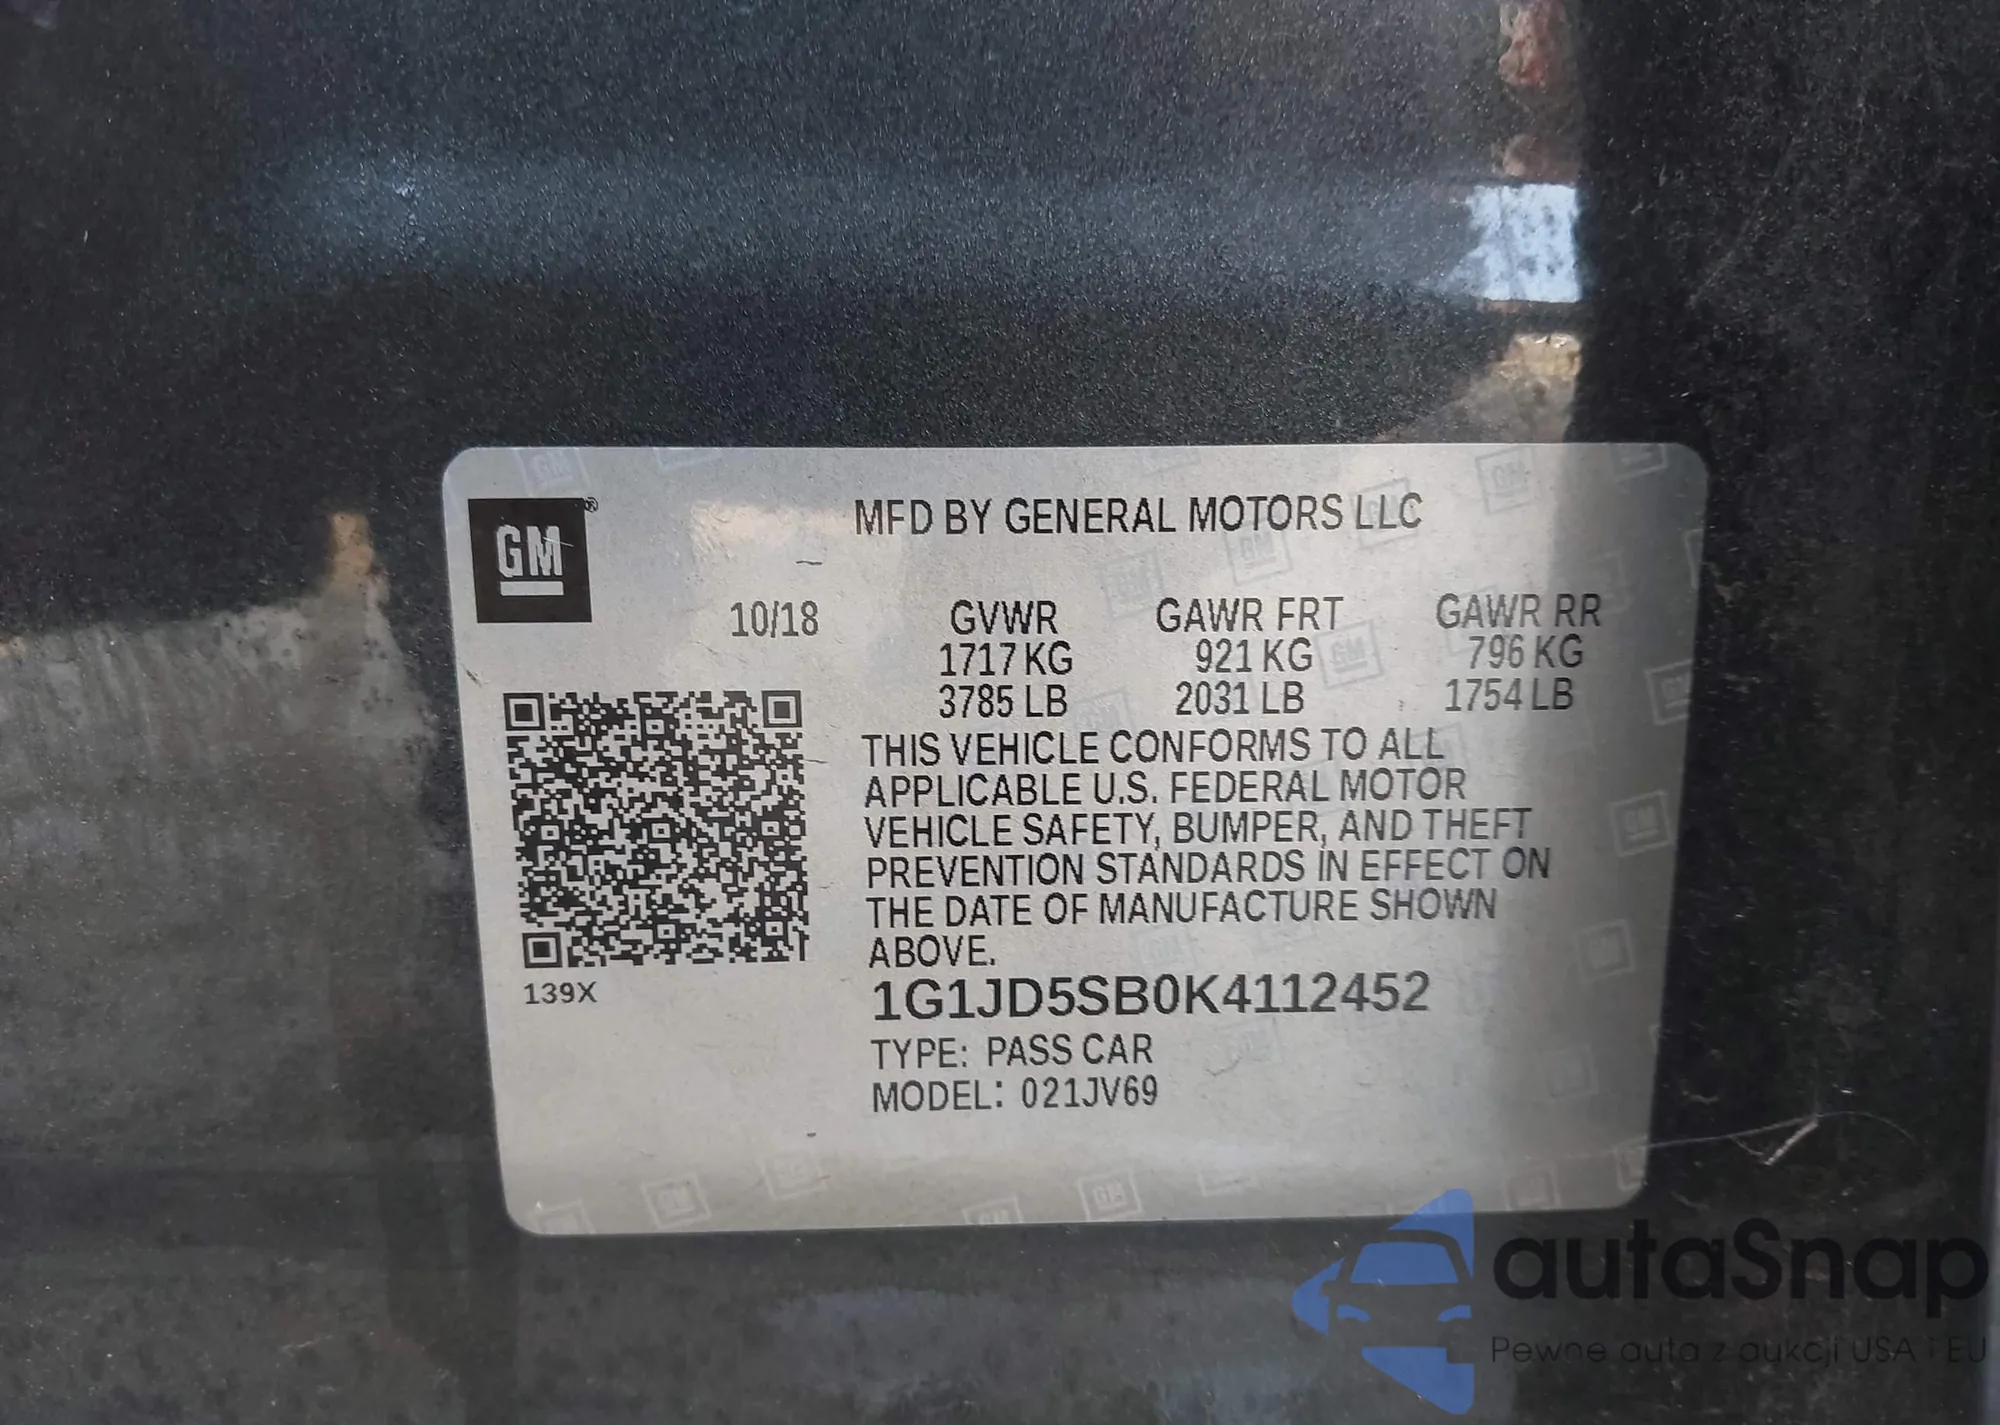 GM®
MFD BY GENERAL MOTORS LLC
10/18
GVWR GAWR FRT GAWR RR
1717 KG 921 KG 796 KG
3785 LB 2031 LB 1754 LB
THIS VEHICLE CONFORMS TO ALL
APPLICABLE U.S. FEDERAL MOTOR
VEHICLE SAFETY, BUMPER, AND THEFT
PREVENTION STANDARDS IN EFFECT ON
THE DATE OF MANUFACTURE SHOWN
ABOVE.
139X
1G1JD5SB0K4112452
TYPE: PASS CAR
MODEL: 021JV69
autaSnap
Pewne auta z aukcji USA i EU